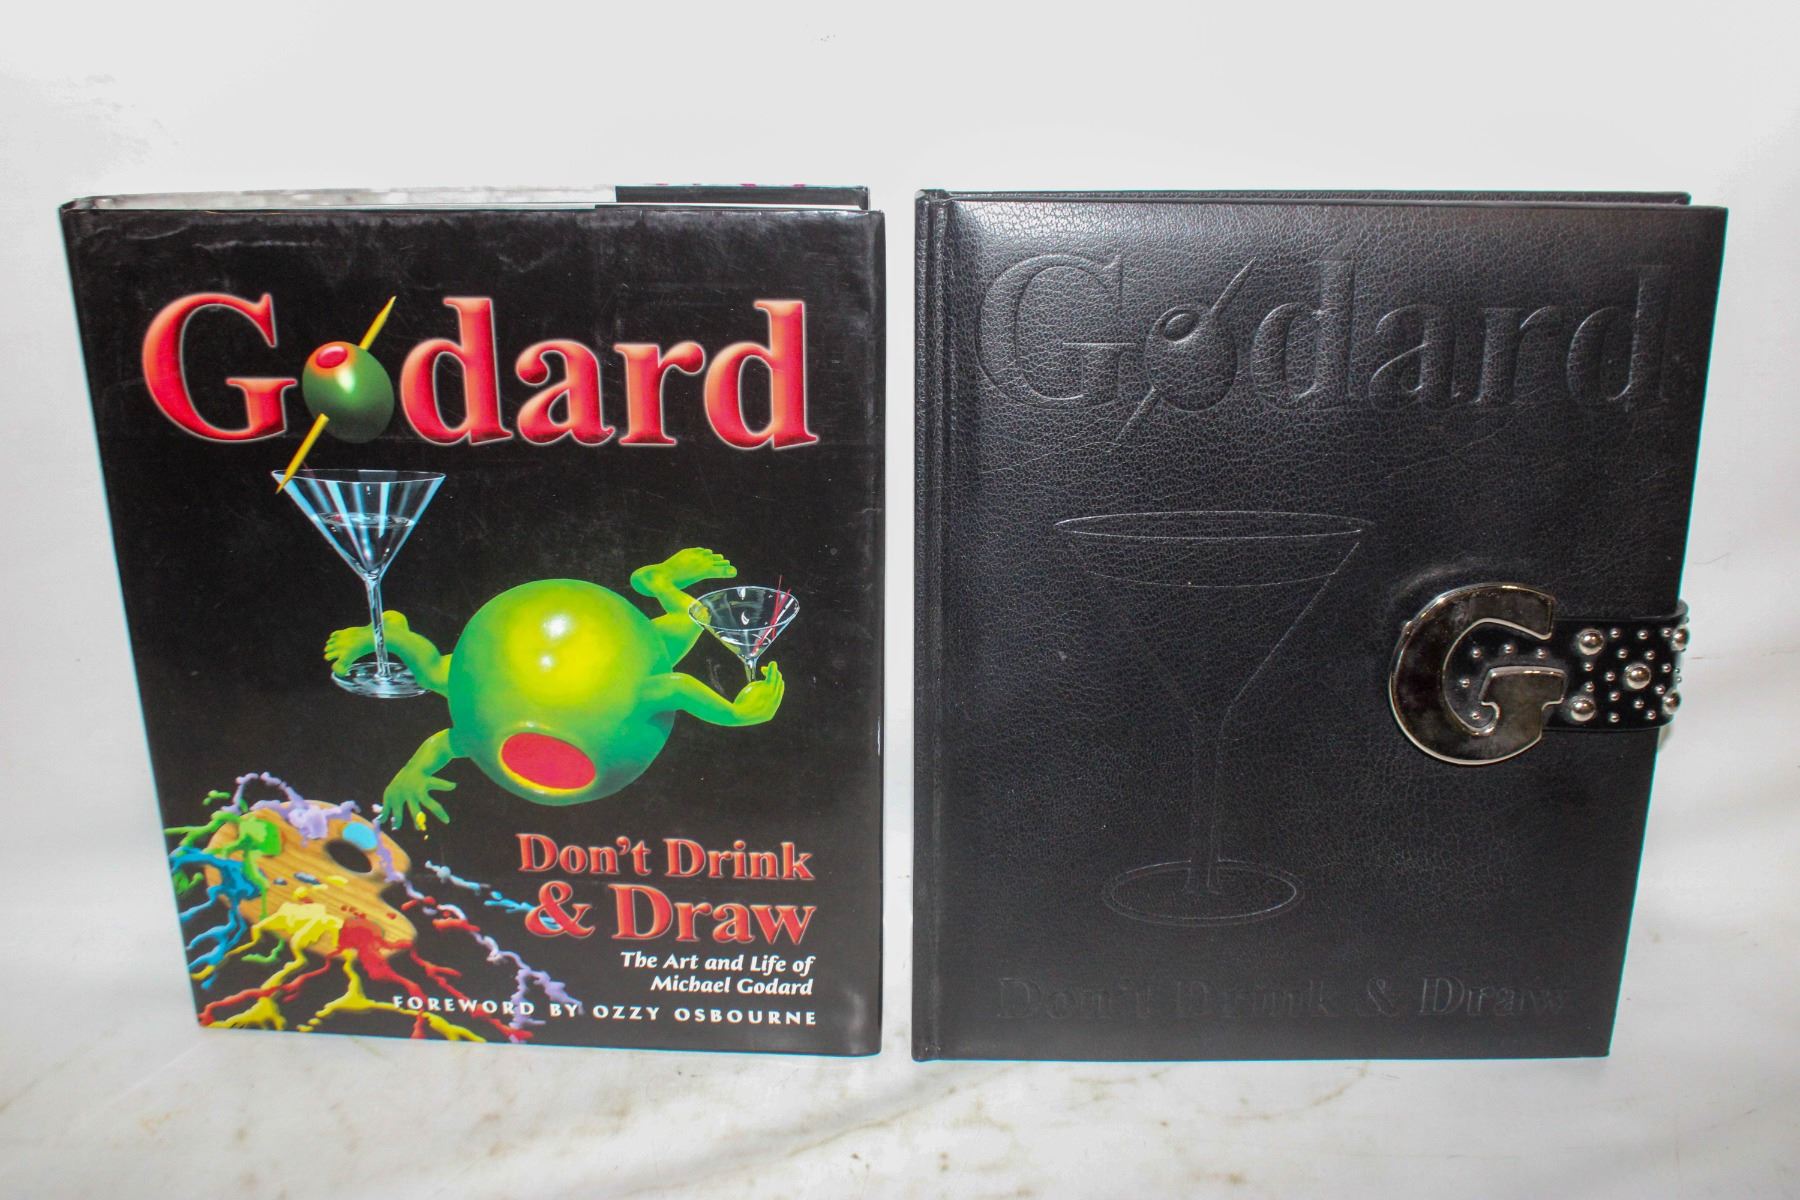 Godard
Don't Drink
& Draw
The Art and Life of
Michael Godard
FOREWORD BY OZZY OSBOURNE
Godard
G
Don't Drink & Draw